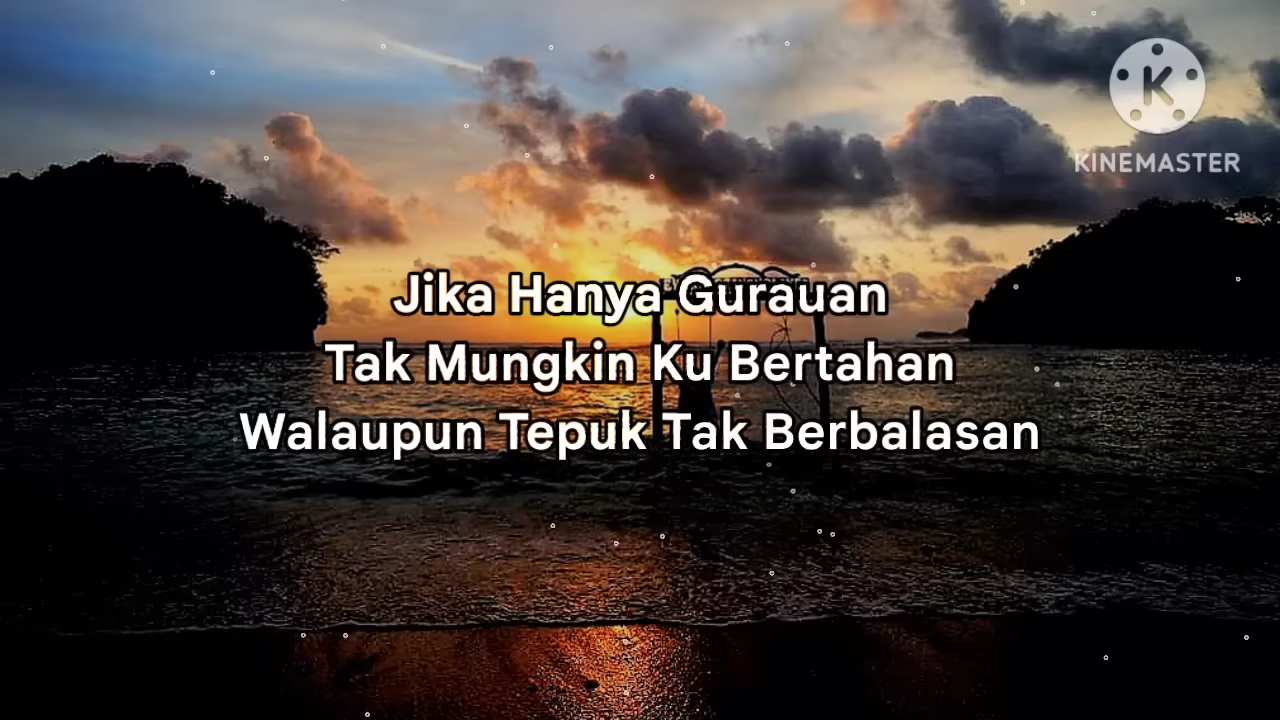 KINEMASTER
Jika Hanya Gurauan
Tak Mungkin Ku Bertahan
Walaupun Tepuk Tak Berbalasan